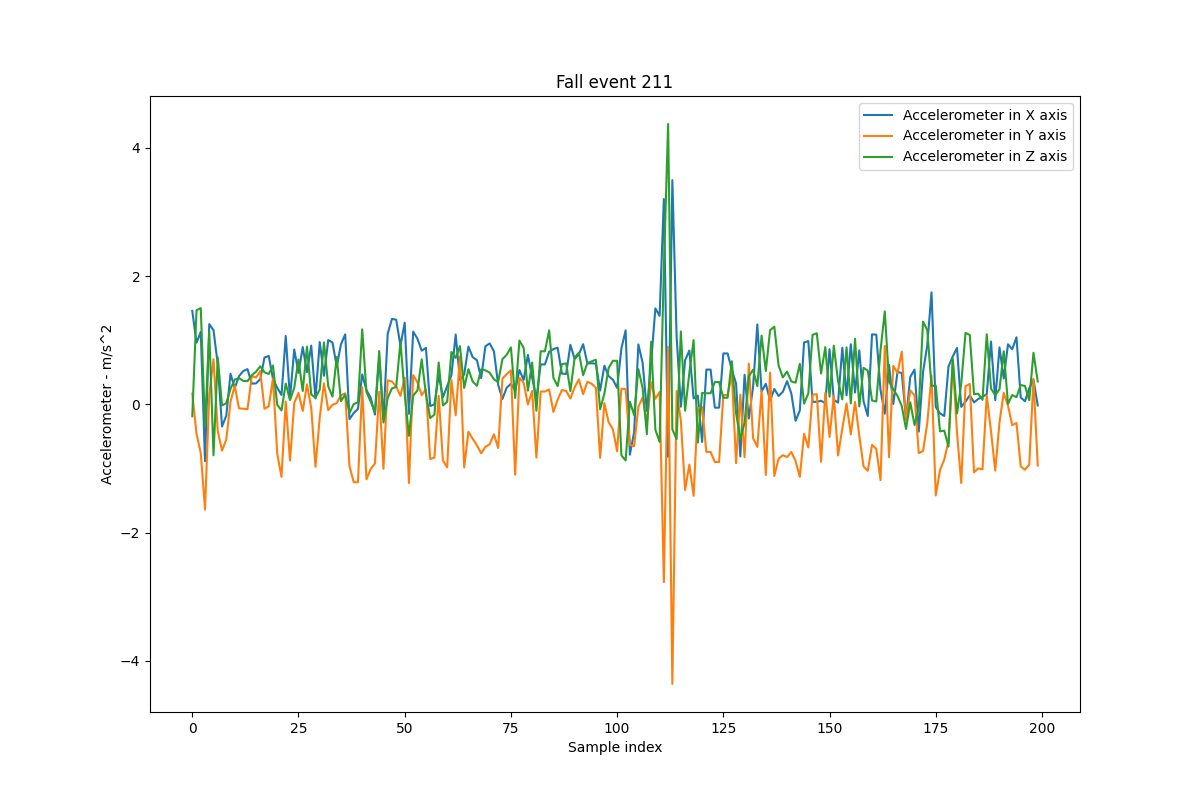 Fall event 211
Accelerometer in X axis
Accelerometer in Y axis
Accelerometer in Z axis
Accelerometer - m/s^2
4
2
0
−2
−4
0 25 50 75 100 125 150 175 200
Sample index